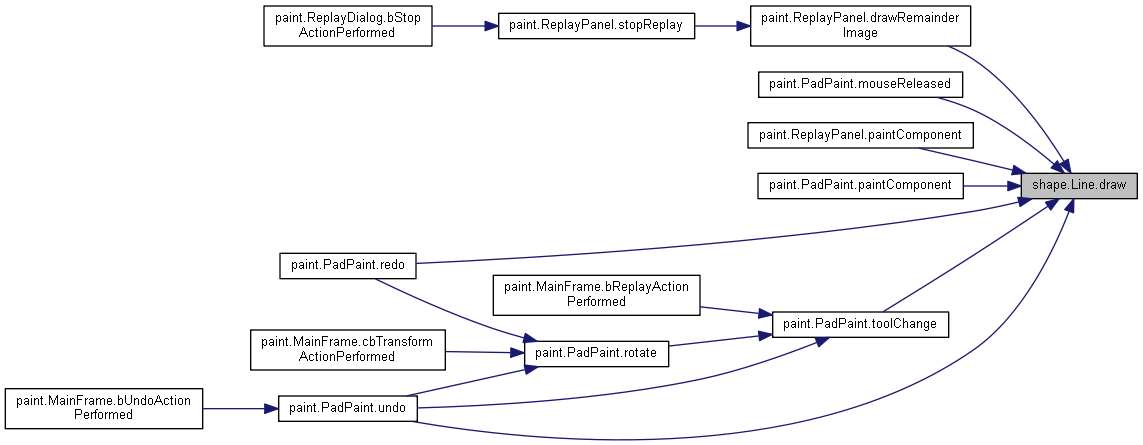 paint.ReplayDialog.bStop
ActionPerformed
paint.ReplayPanel.stopReplay
paint.ReplayPanel.drawRemainder
Image
paint.PadPaint.mouseReleased
paint.ReplayPanel.paintComponent
paint.PadPaint.paintComponent
shape.Line.draw
paint.PadPaint.redo
paint.MainFrame.bReplayAction
Performed
paint.PadPaint.toolChange
paint.MainFrame.cbTransform
ActionPerformed
paint.PadPaint.rotate
paint.MainFrame.bUndoAction
Performed
paint.PadPaint.undo